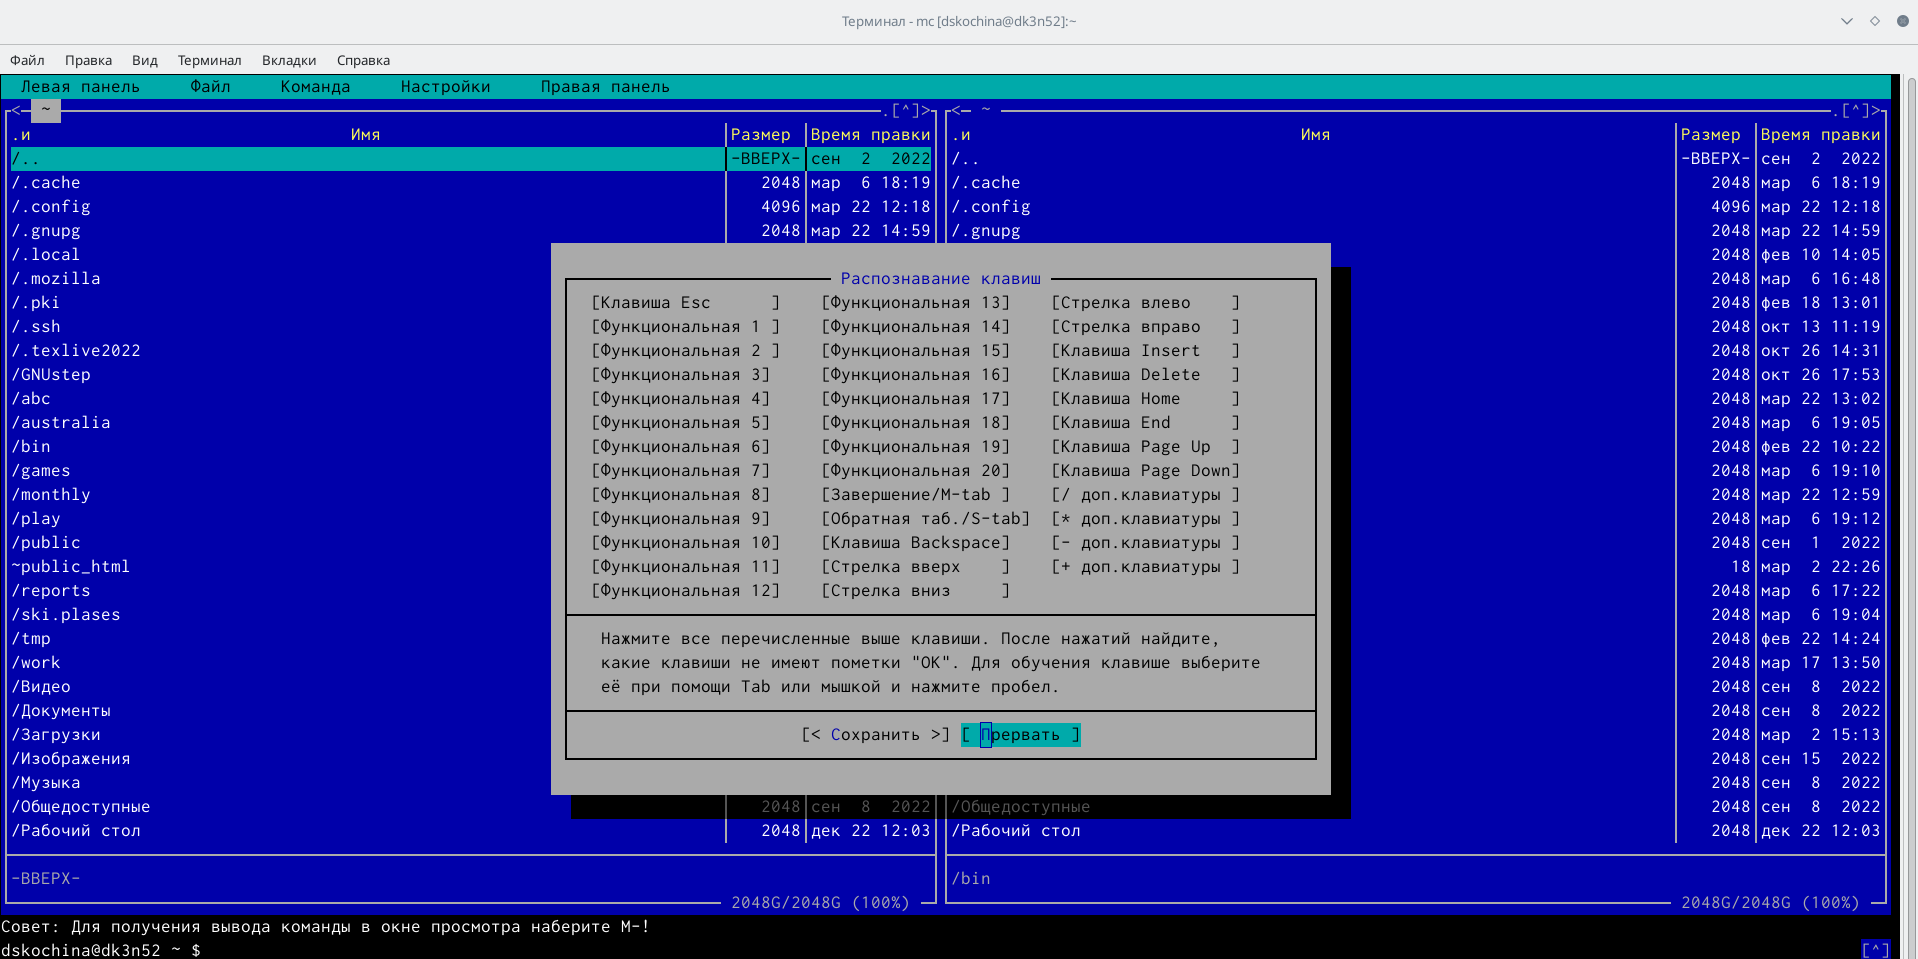 Терминал - mc [dskochina@dk3n52]:~
Файл Правка Вид Терминал Вкладки Справка
Левая панель Файл Команда Настройки Правая панель
<─ ~ .[^]> <─ ~ .[^]>
.и Имя Размер Время правки .и Имя Размер Время правки
/.. -ВВЕРХ- сен 2 2022 /.. -ВВЕРХ- сен 2 2022
/.cache 2048 мар 6 18:19 /.cache 2048 мар 6 18:19
/.config 4096 мар 22 12:18 /.config 4096 мар 22 12:18
/.gnupg 2048 мар 22 14:59 /.gnupg 2048 мар 22 14:59
/.local 2048 фев 10 14:05
/.mozilla Распознавание клавиш 2048 мар 6 16:48
/.pki [Клавиша Esc ] [Функциональная 13] [Стрелка влево ] 2048 фев 18 13:01
/.ssh [Функциональная 1 ] [Функциональная 14] [Стрелка вправо ] 2048 окт 13 11:19
/.texlive2022 [Функциональная 2 ] [Функциональная 15] [Клавиша Insert ] 2048 окт 26 14:31
/GNUstep [Функциональная 3] [Функциональная 16] [Клавиша Delete ] 2048 окт 26 17:53
/abc [Функциональная 4] [Функциональная 17] [Клавиша Home ] 2048 мар 22 13:02
/australia [Функциональная 5] [Функциональная 18] [Клавиша End ] 2048 мар 6 19:05
/bin [Функциональная 6] [Функциональная 19] [Клавиша Page Up ] 2048 фев 22 10:22
/games [Функциональная 7] [Функциональная 20] [Клавиша Page Down] 2048 мар 6 19:10
/monthly [Функциональная 8] [Завершение/M-tab ] [/ доп.клавиатуры ] 2048 мар 22 12:59
/play [Функциональная 9] [Обратная таб./S-tab] [* доп.клавиатуры ] 2048 мар 6 19:12
/public [Функциональная 10] [Клавиша Backspace] [- доп.клавиатуры ] 2048 сен 1 2022
~public_html [Функциональная 11] [Стрелка вверх ] [+ доп.клавиатуры ] 18 мар 2 22:26
/reports [Функциональная 12] [Стрелка вниз ] 2048 мар 6 17:22
/ski.plases 2048 мар 6 19:04
/tmp Нажмите все перечисленные выше клавиши. После нажатий найдите, 2048 фев 22 14:24
/work какие клавиши не имеют пометки "OK". Для обучения клавише выберите 2048 мар 17 13:50
/Видео её при помощи Tab или мышкой и нажмите пробел. 2048 сен 8 2022
/Документы 2048 сен 8 2022
/Загрузки [< Сохранить >] [ Прервать ] 2048 мар 2 15:13
/Изображения 2048 сен 15 2022
/Музыка 2048 сен 8 2022
/Общедоступные 2048 сен 8 2022 /Общедоступные 2048 сен 8 2022
/Рабочий стол 2048 дек 22 12:03 /Рабочий стол 2048 дек 22 12:03
-ВВЕРХ- /bin
2048G/2048G (100%) 2048G/2048G (100%)
Совет: Для получения вывода команды в окне просмотра наберите M-!
dskochina@dk3n52 ~ $ [^]